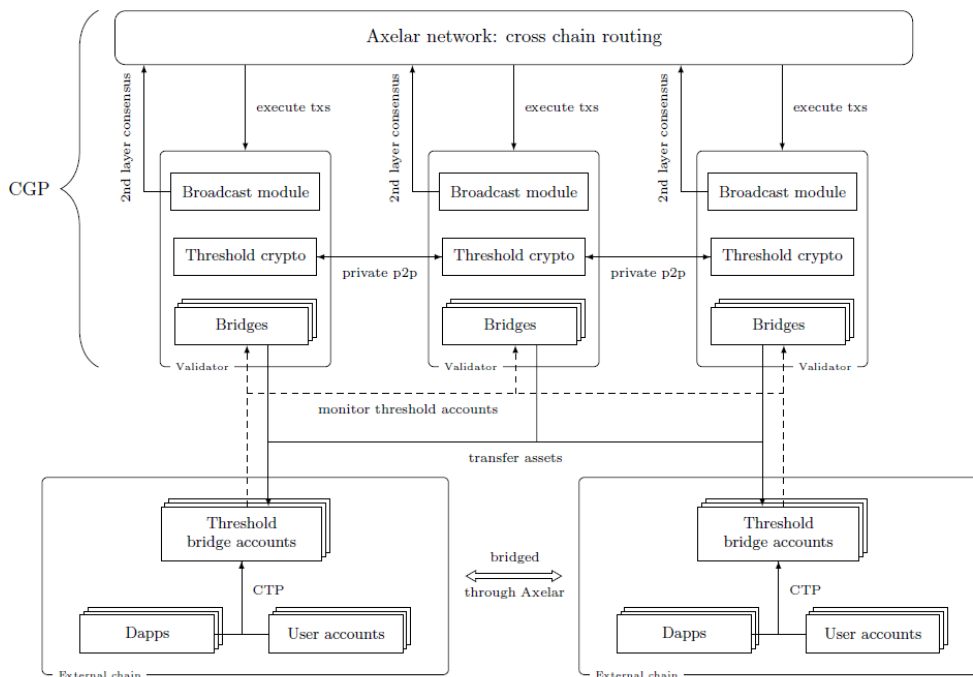 Axelar network: cross chain routing
2nd layer consensus
execute txs
2nd layer consensus
execute txs
2nd layer consensus
execute txs
CGP
Broadcast module
Broadcast module
Broadcast module
Threshold crypto
private p2p
Threshold crypto
private p2p
Threshold crypto
Bridges
Bridges
Bridges
Validator
Validator
Validator
monitor threshold accounts
transfer assets
Threshold
bridge accounts
Threshold
bridge accounts
bridged
through Axelar
CTP
CTP
Dapps
User accounts
Dapps
User accounts
External chain
External chain